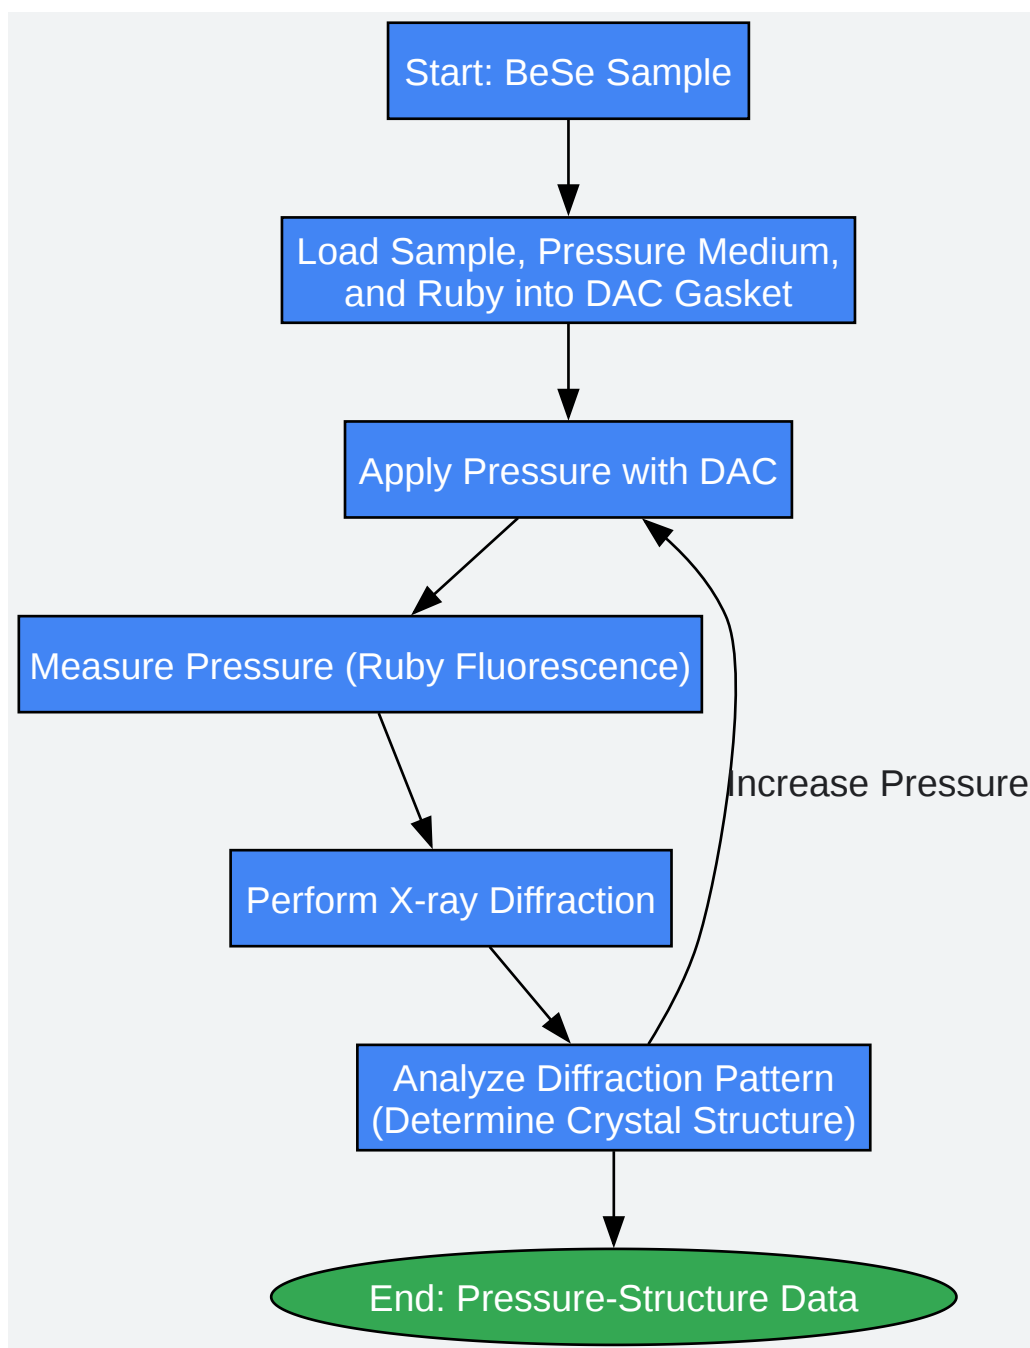 Start: BeSe Sample
Load Sample, Pressure Medium,
and Ruby into DAC Gasket
Apply Pressure with DAC
Measure Pressure (Ruby Fluorescence)
Increase Pressure
Perform X-ray Diffraction
Analyze Diffraction Pattern
(Determine Crystal Structure)
End: Pressure-Structure Data